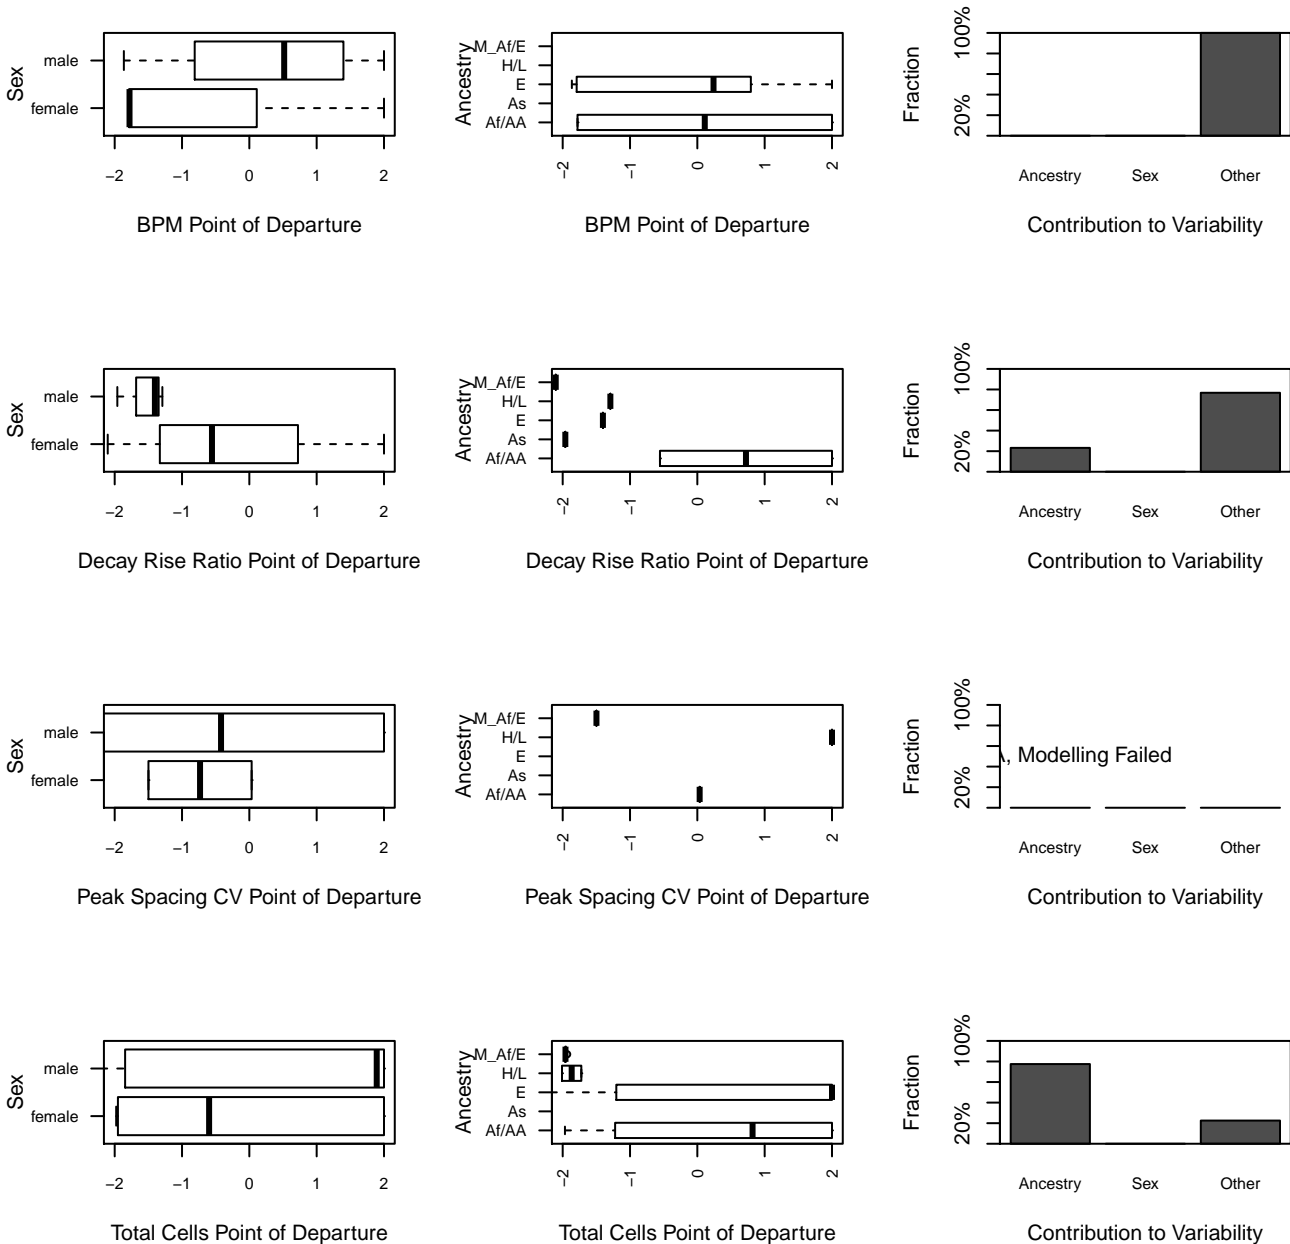 Sex
male
female
−2 −1 0 1 2
BPM Point of Departure
Ancestry
M_Af/E
H/L
E
As
Af/AA
−2 −1 0 1 2
BPM Point of Departure
Fraction
20% 100%
Ancestry Sex Other
Contribution to Variability
Sex
male
female
−2 −1 0 1 2
Decay Rise Ratio Point of Departure
Ancestry
M_Af/E
H/L
E
As
Af/AA
−2 −1 0 1 2
Decay Rise Ratio Point of Departure
Fraction
20% 100%
Ancestry Sex Other
Contribution to Variability
Sex
male
female
−2 −1 0 1 2
Peak Spacing CV Point of Departure
Ancestry
M_Af/E
H/L
E
As
Af/AA
−2 −1 0 1 2
Peak Spacing CV Point of Departure
Fraction
20% 100%
, Modelling Failed
Ancestry Sex Other
Contribution to Variability
Sex
male
female
−2 −1 0 1 2
Total Cells Point of Departure
Ancestry
M_Af/E
H/L
E
As
Af/AA
−2 −1 0 1 2
Total Cells Point of Departure
Fraction
20% 100%
Ancestry Sex Other
Contribution to Variability